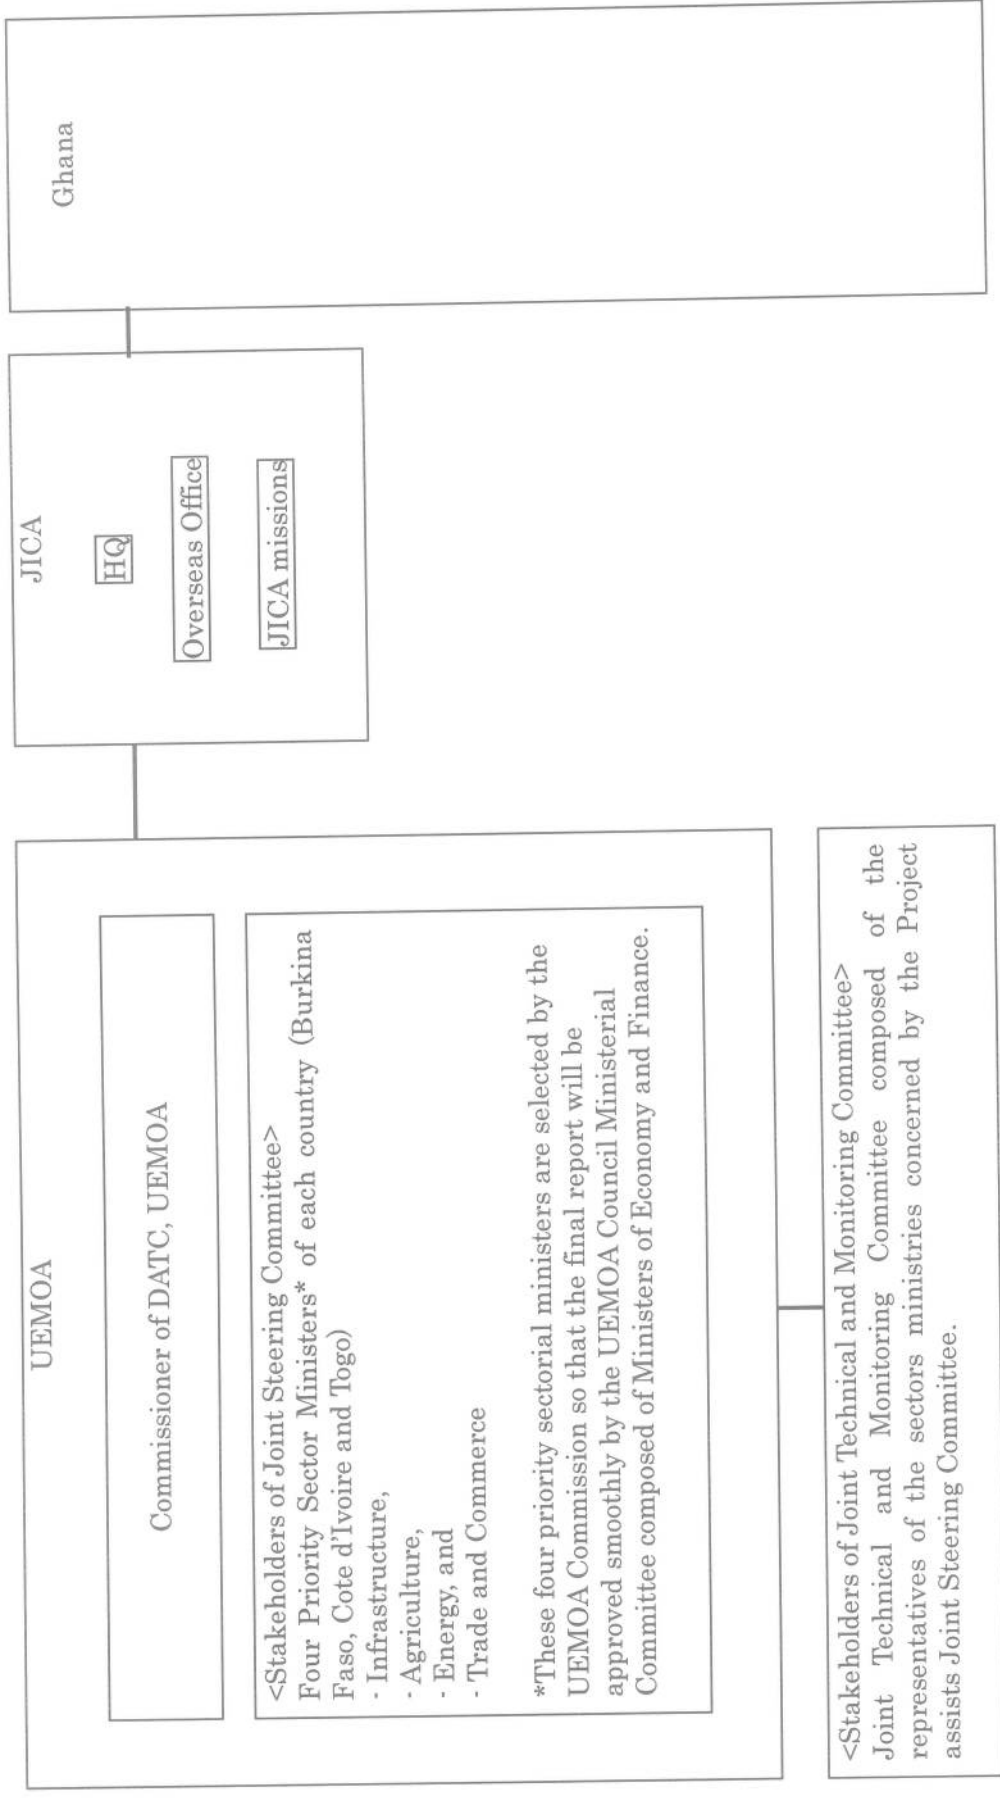 UEMOA
Commissioner of DATC, UEMOA
<Stakeholders of Joint Steering Committee>
Four Priority Sector Ministers* of each country (Burkina
Faso, Cote d'Ivoire and Togo)
- Infrastructure,
- Agriculture,
- Energy, and
- Trade and Commerce
*These four priority sectorial ministers are selected by the
UEMOA Commission so that the final report will be
approved smoothly by the UEMOA Council Ministerial
Committee composed of Ministers of Economy and Finance.
<Stakeholders of Joint Technical and Monitoring Committee>
Joint Technical and Monitoring Committee composed of the
representatives of the sectors ministries concerned by the Project
assists Joint Steering Committee.
JICA
HQ
Overseas Office
JICA missions
Ghana